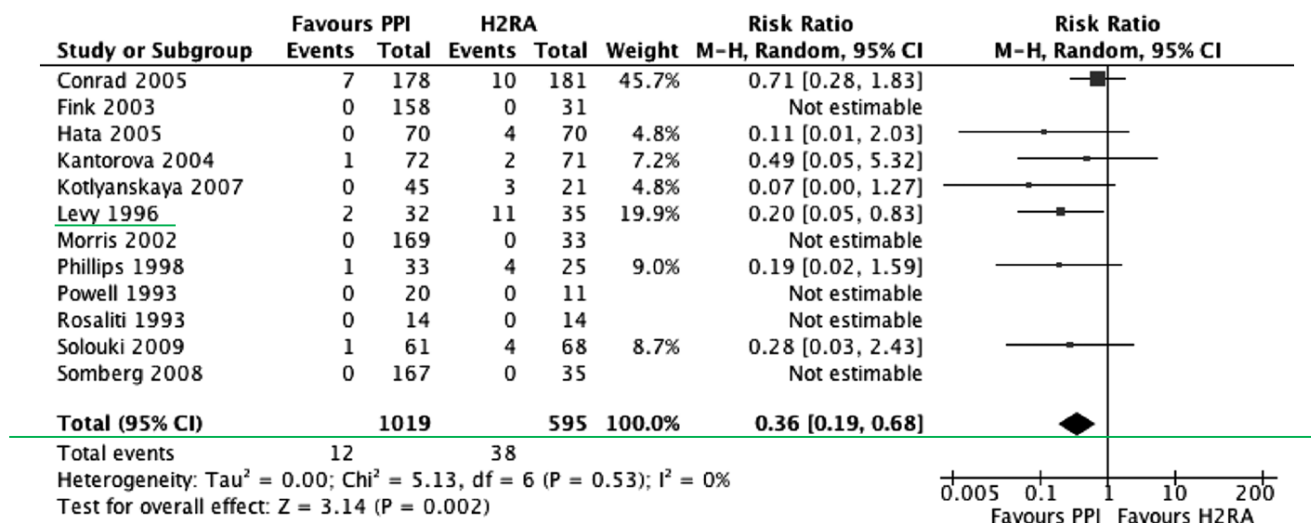 Favours PPI H2RA Risk Ratio Risk Ratio
Study or Subgroup Events Total Events Total Weight M-H, Random, 95% CI M-H, Random, 95% CI
Conrad 2005 7 178 10 181 45.7% 0.71 [0.28, 1.83]
Fink 2003 0 158 0 31 Not estimable
Hata 2005 0 70 4 70 4.8% 0.11 [0.01, 2.03]
Kantorova 2004 1 72 2 71 7.2% 0.49 [0.05, 5.32]
Kotlyanskaya 2007 0 45 3 21 4.8% 0.07 [0.00, 1.27]
Levy 1996 2 32 11 35 19.9% 0.20 [0.05, 0.83]
Morris 2002 0 169 0 33 Not estimable
Phillips 1998 1 33 4 25 9.0% 0.19 [0.02, 1.59]
Powell 1993 0 20 0 11 Not estimable
Rosaliti 1993 0 14 0 14 Not estimable
Solouki 2009 1 61 4 68 8.7% 0.28 [0.03, 2.43]
Somberg 2008 0 167 0 35 Not estimable
Total (95% CI) 1019 595 100.0% 0.36 [0.19, 0.68]
Total events 12 38
Heterogeneity: Tau² = 0.00; Chi² = 5.13, df = 6 (P = 0.53); I² = 0%
Test for overall effect: Z = 3.14 (P = 0.002)
0.005 0.1 1 10 200
Favours PPI Favours H2RA